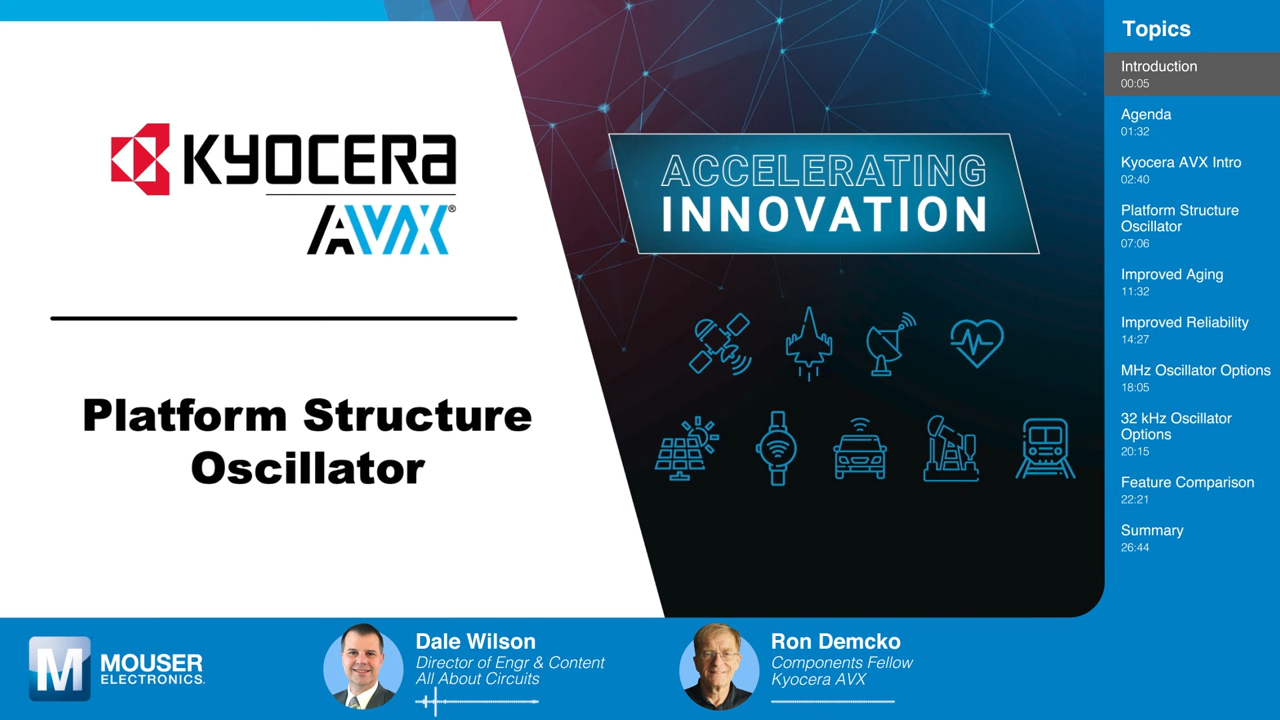 KYOCERA
AVX®
Platform Structure
Oscillator
ACCELERATING
INNOVATION
Topics
Introduction
00:05
Agenda
01:32
Kyocera AVX Intro
02:40
Platform Structure
Oscillator
07:06
Improved Aging
11:32
Improved Reliability
14:27
MHz Oscillator Options
18:05
32 kHz Oscillator
Options
20:15
Feature Comparison
22:21
Summary
26:44
M
MOUSER
ELECTRONICS.
Dale Wilson
Director of Engr & Content
All About Circuits
Ron Demcko
Components Fellow
Kyocera AVX